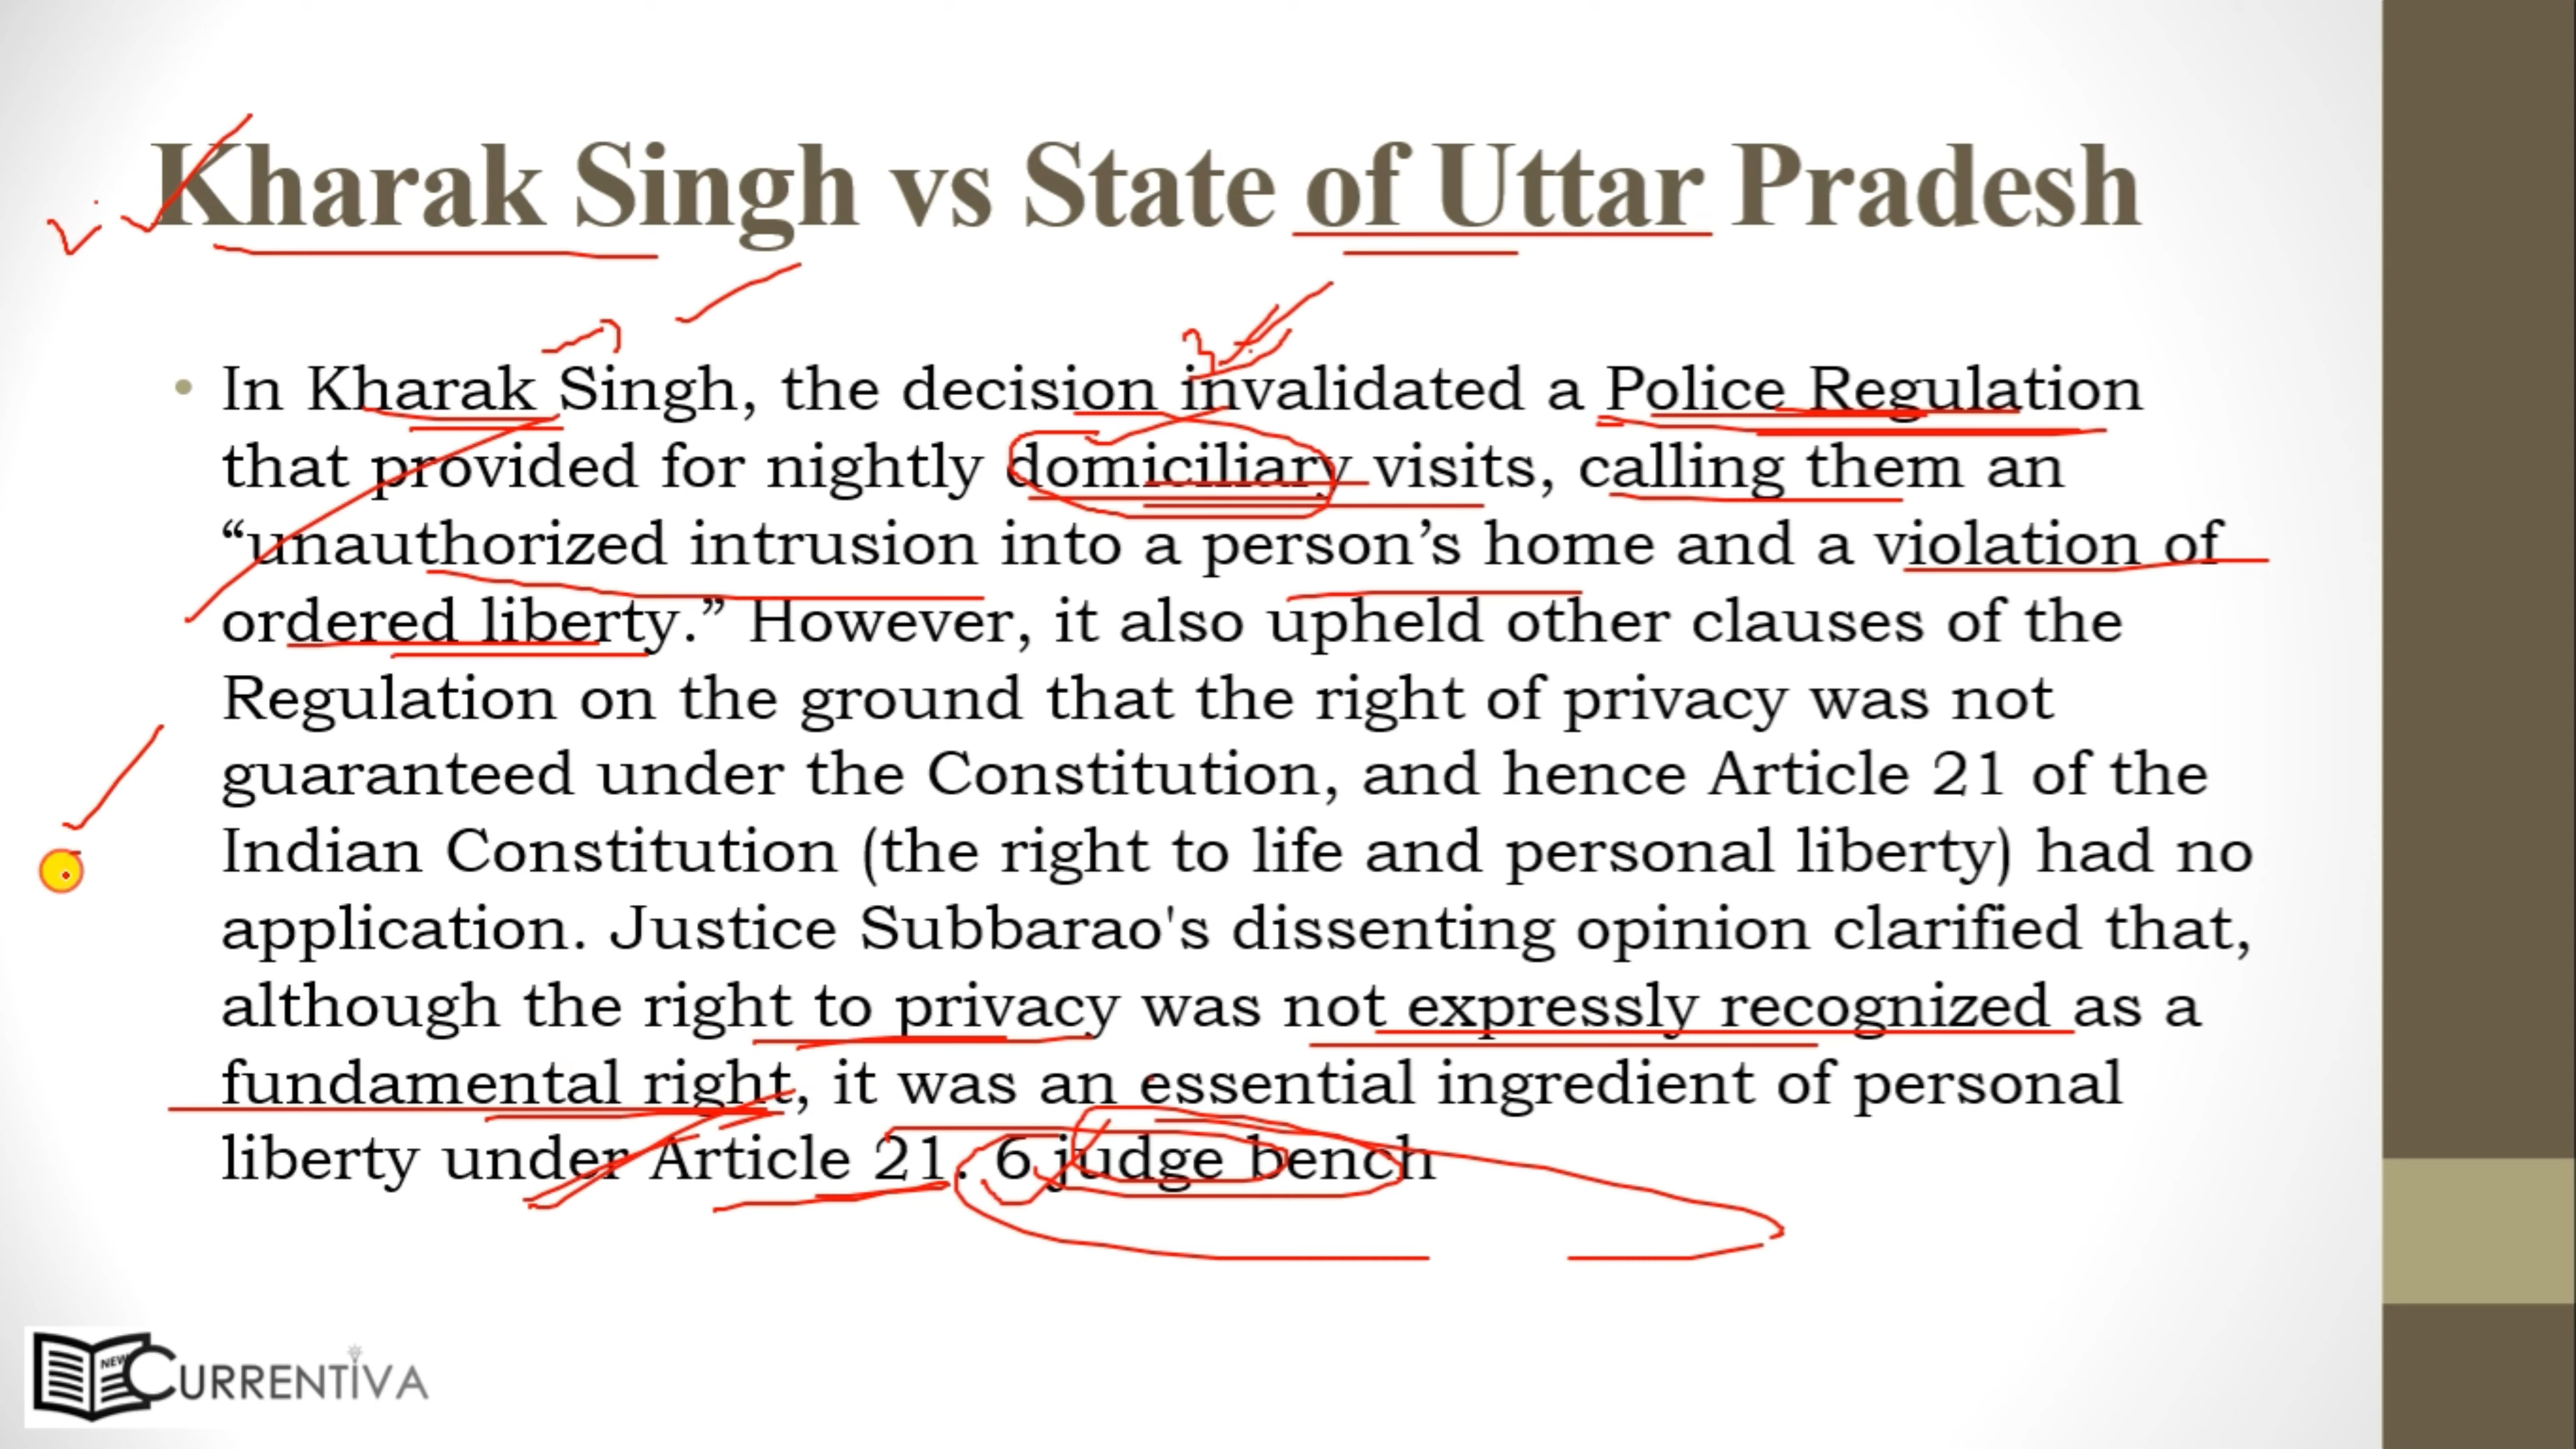 Kharak Singh vs State of Uttar Pradesh
• In Kharak Singh, the decision invalidated a Police Regulation
that provided for nightly domiciliary visits, calling them an
“unauthorized intrusion into a person’s home and a violation of
ordered liberty.” However, it also upheld other clauses of the
Regulation on the ground that the right of privacy was not
guaranteed under the Constitution, and hence Article 21 of the
Indian Constitution (the right to life and personal liberty) had no
application. Justice Subbarao's dissenting opinion clarified that,
although the right to privacy was not expressly recognized as a
fundamental right, it was an essential ingredient of personal
liberty under Article 21. 6 judge bench
NEW CURRENTIVA